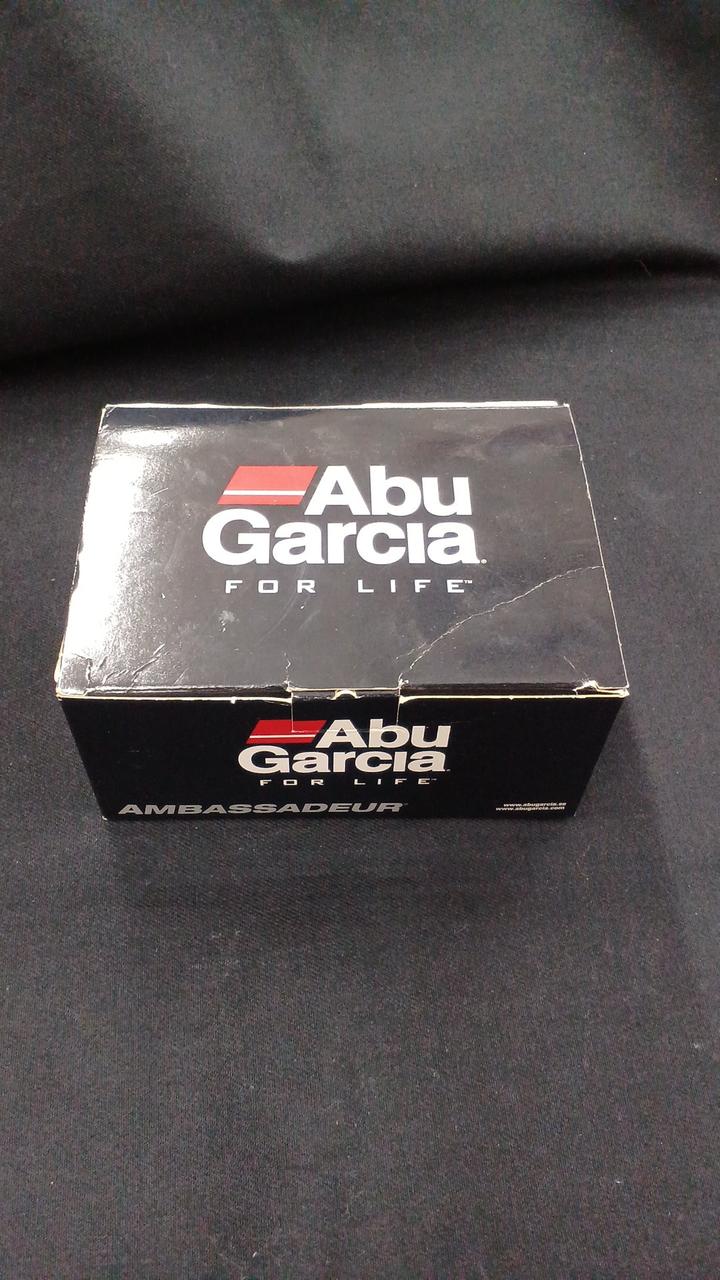 Abu
Garcia®
FOR LIFE™
Abu
Garcia®
FOR LIFE™
AMBASSADEUR®
www.abugarcia.se
www.abugarcia.com